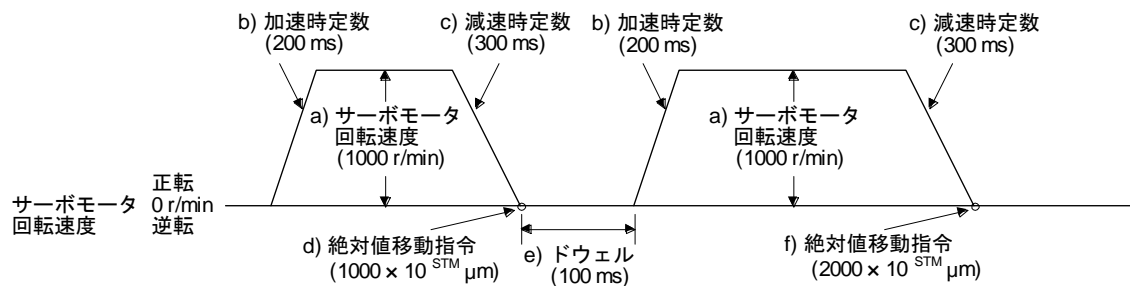 b) 加速時定数
(200 ms)
c) 減速時定数
(300 ms)
b) 加速時定数
(200 ms)
c) 減速時定数
(300 ms)
a) サーボモータ
回転速度
(1000 r/min)
a) サーボモータ
回転速度
(1000 r/min)
サーボモータ
回転速度
正転
0 r/min
逆転
d) 絶対値移動指令
(1000 × 10 STM μm)
e) ドウェル
(100 ms)
f) 絶対値移動指令
(2000 × 10 STM μm)